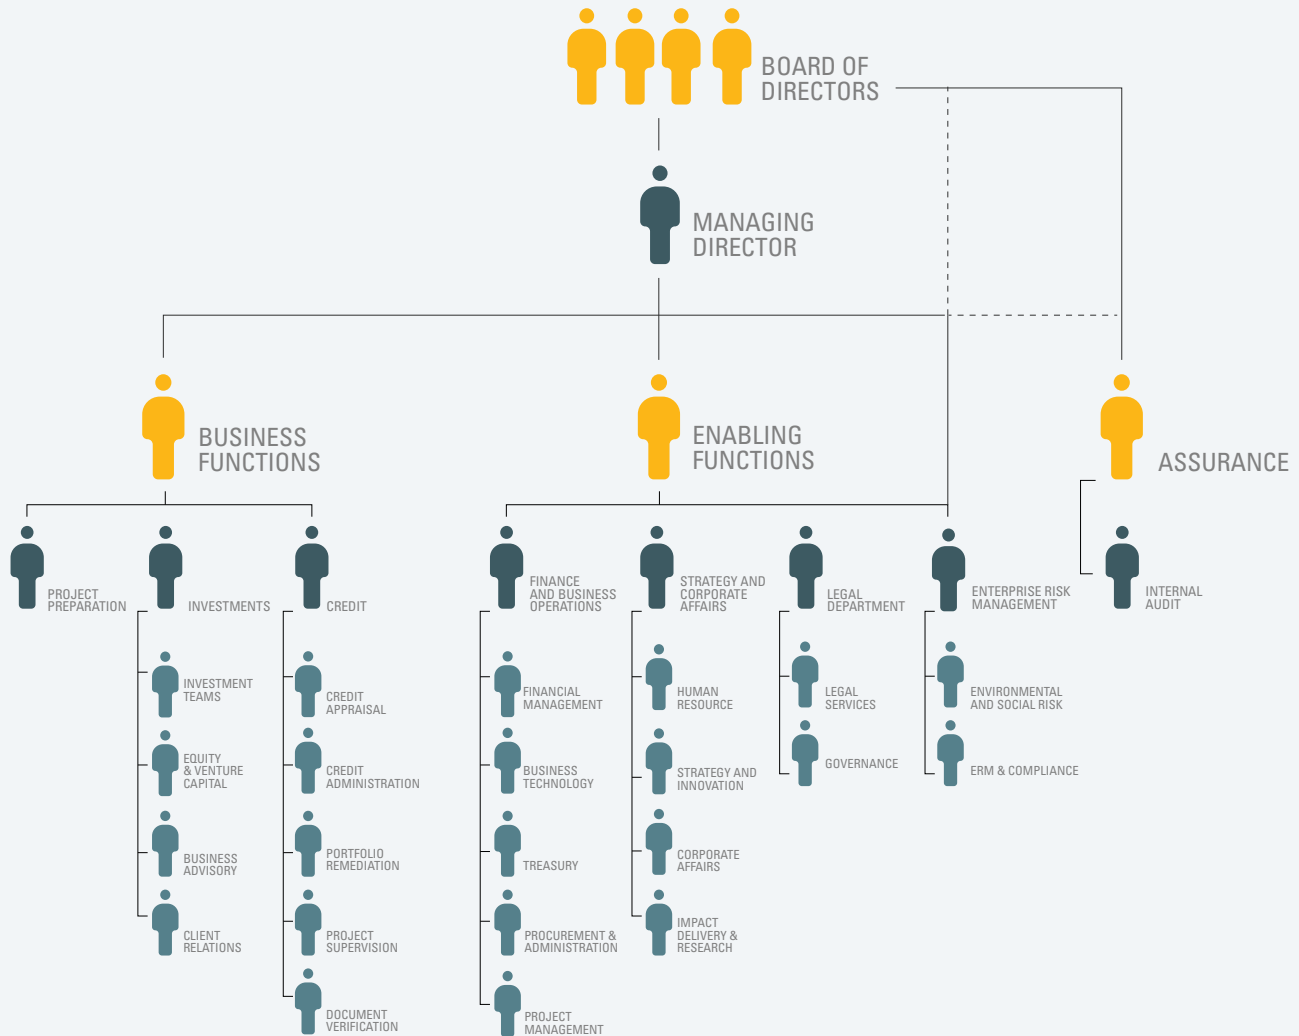 BOARD OF
DIRECTORS
MANAGING
DIRECTOR
BUSINESS
FUNCTIONS
ENABLING
FUNCTIONS
ASSURANCE
PROJECT
PREPARATION
INVESTMENTS
CREDIT
FINANCE
AND BUSINESS
OPERATIONS
STRATEGY AND
CORPORATE
AFFAIRS
LEGAL
DEPARTMENT
ENTERPRISE RISK
MANAGEMENT
INTERNAL
AUDIT
INVESTMENT
TEAMS
EQUITY
& VENTURE
CAPITAL
BUSINESS
ADVISORY
CLIENT
RELATIONS
CREDIT
APPRAISAL
CREDIT
ADMINISTRATION
PORTFOLIO
REMEDIATION
PROJECT
SUPERVISION
DOCUMENT
VERIFICATION
FINANCIAL
MANAGEMENT
BUSINESS
TECHNOLOGY
TREASURY
PROCUREMENT &
ADMINISTRATION
PROJECT
MANAGEMENT
HUMAN
RESOURCE
STRATEGY AND
INNOVATION
CORPORATE
AFFAIRS
IMPACT
DELIVERY &
RESEARCH
LEGAL
SERVICES
GOVERNANCE
ENVIRONMENTAL
AND SOCIAL RISK
ERM & COMPLIANCE